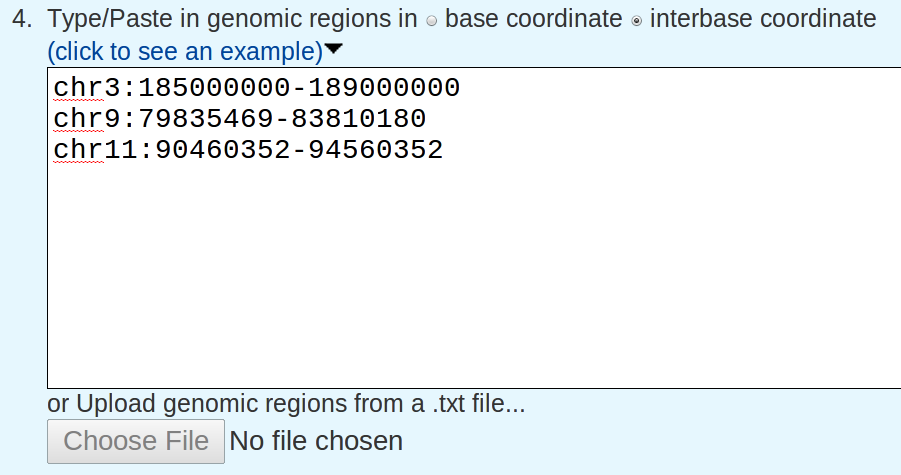 4. Type/Paste in genomic regions in base coordinate interbase coordinate
(click to see an example)
chr3:185000000-189000000
chr9:79835469-83810180
chr11:90460352-94560352
or Upload genomic regions from a .txt file...
Choose File No file chosen